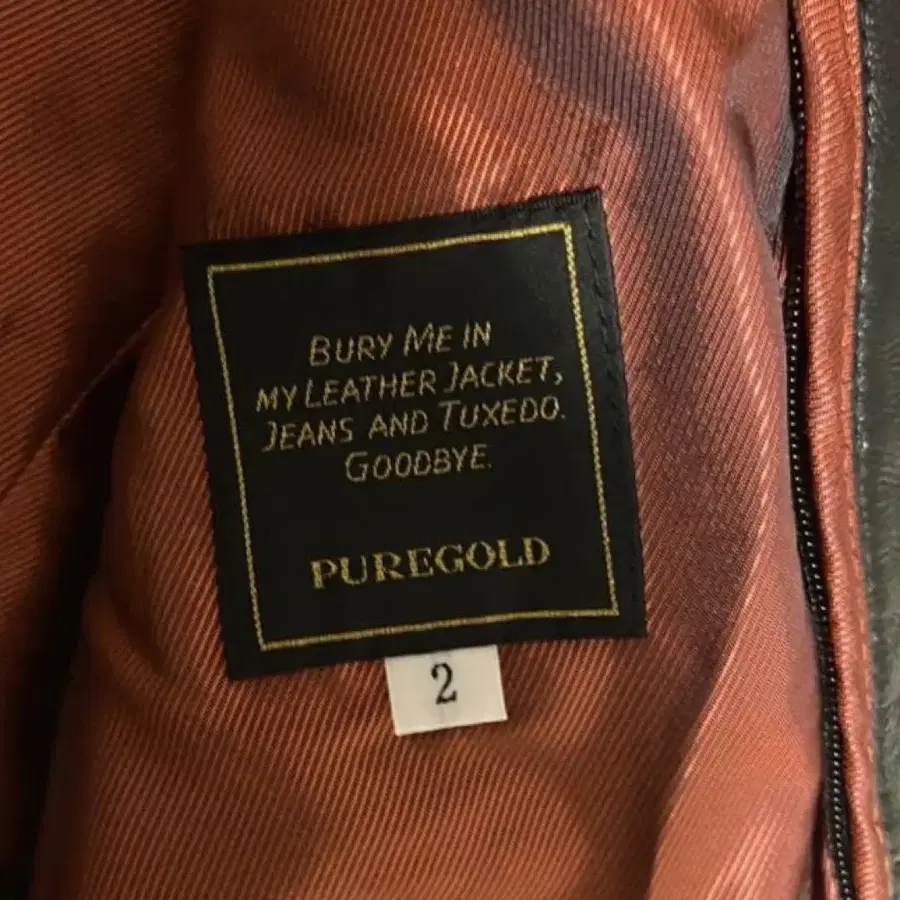 BURY ME IN
MY LEATHER JACKET,
JEANS AND TUXEDO.
GOODBYE.
PUREGOLD
2